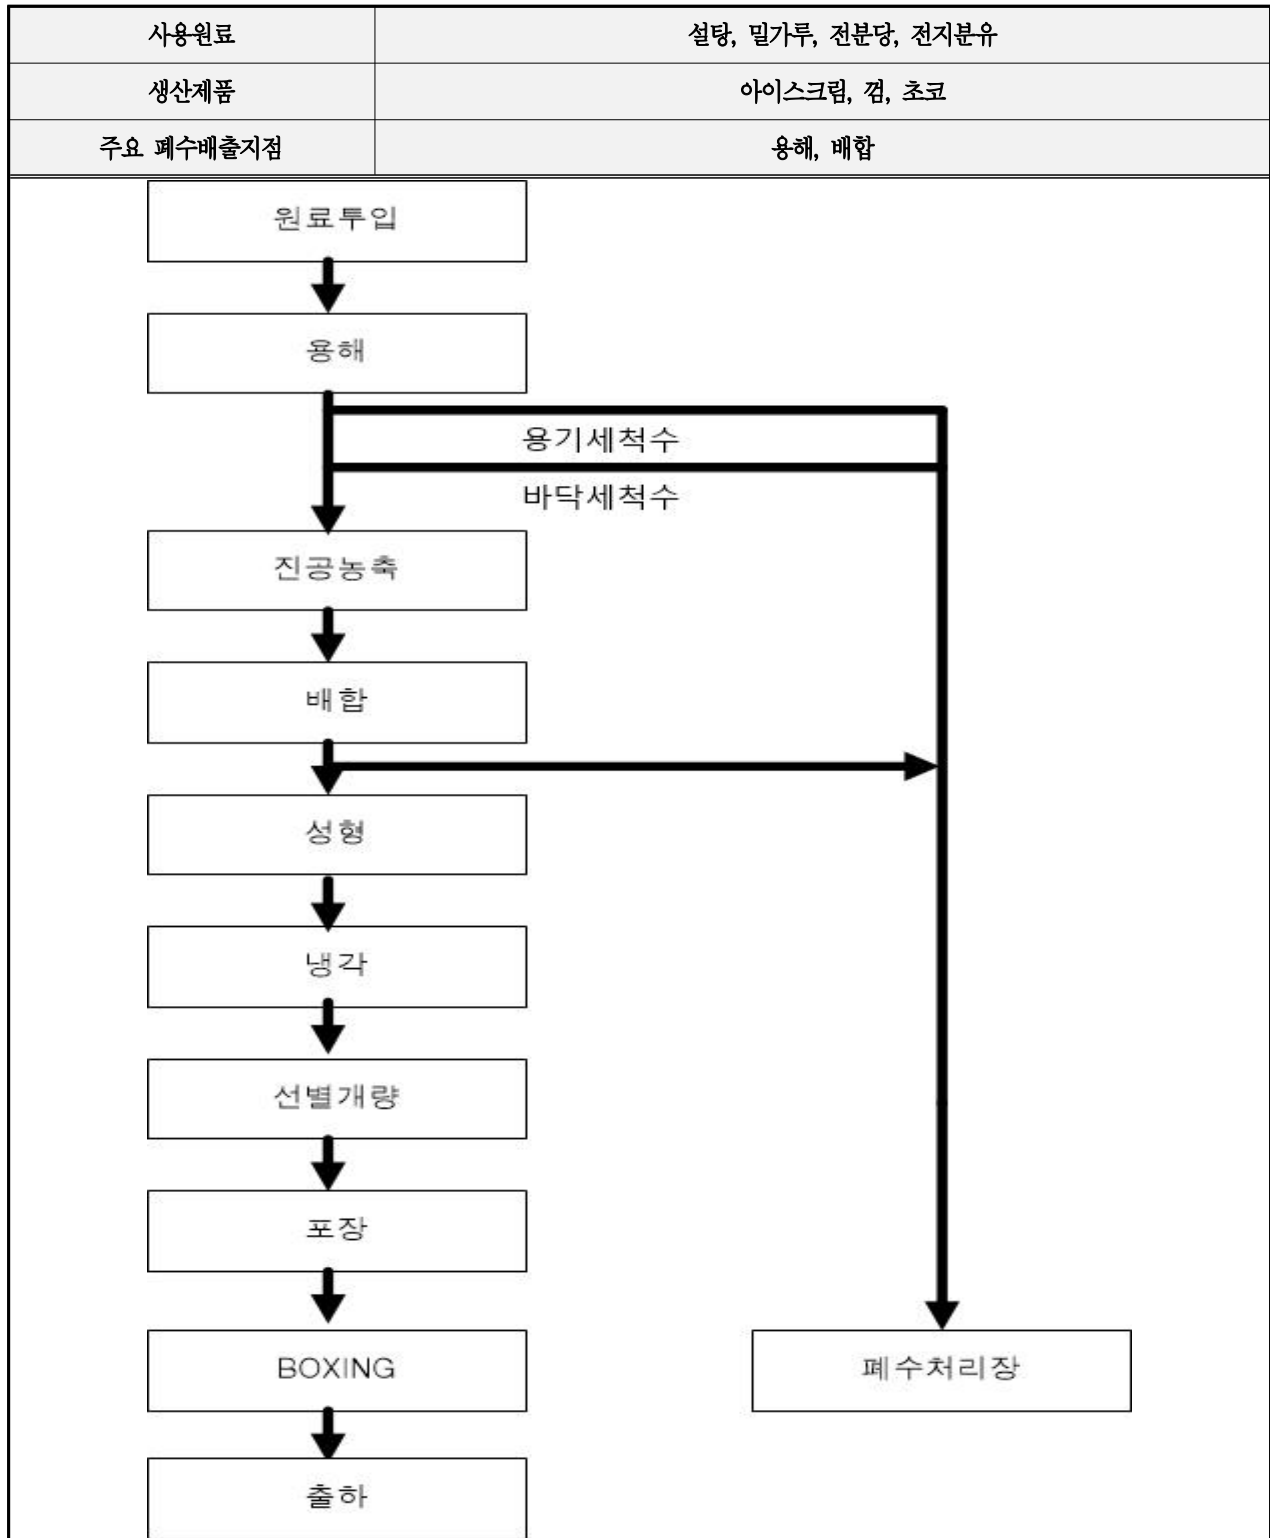 사용원료 설탕, 밀가루, 전분당, 전지분유
생산제품 아이스크림, 껌, 초코
주요 폐수배출지점 용해, 배합
원료투입
용해
용기세척수
바닥세척수
진공농축
배합
성형
냉각
선별개량
포장
BOXING 폐수처리장
출하